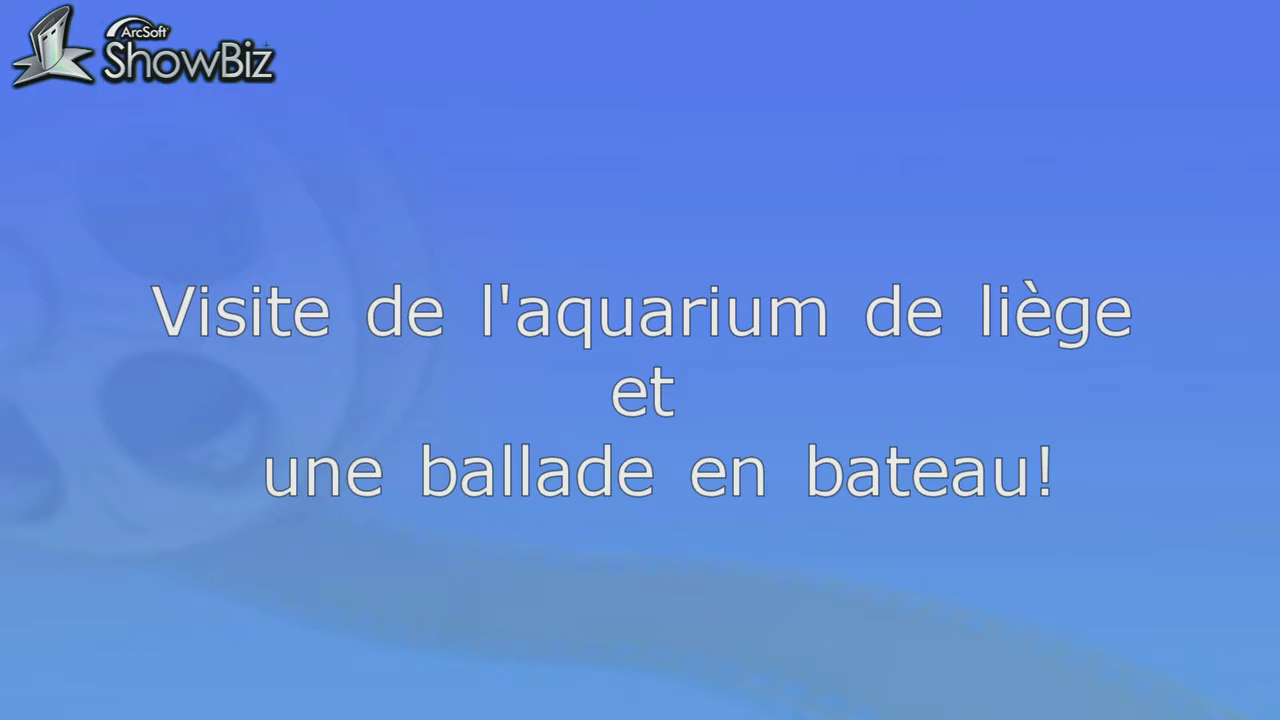 ArcSoft
ShowBiz
Visite de l'aquarium de liège
et
une ballade en bateau!